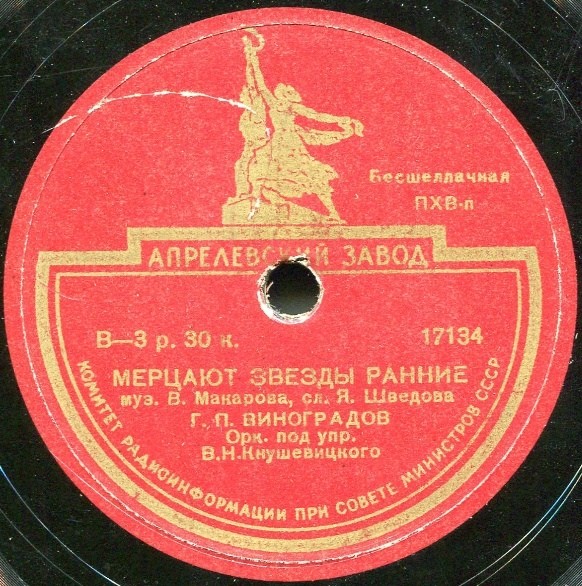 Бесшеллачная
ПХВ-п
АПРЕЛЕВСКИЙ ЗАВОД
В—3 р. 30 к.
17134
МЕРЦАЮТ ЗВЕЗДЫ РАННИЕ
муз. В. Макарова, сл. Я. Шведова
Г. П. ВИНОГРАДОВ
Орк. под упр.
В.Н.Кнушевицкого
КОМИТЕТ РАДИОИНФОРМАЦИИ ПРИ СОВЕТЕ МИНИСТРОВ СССР